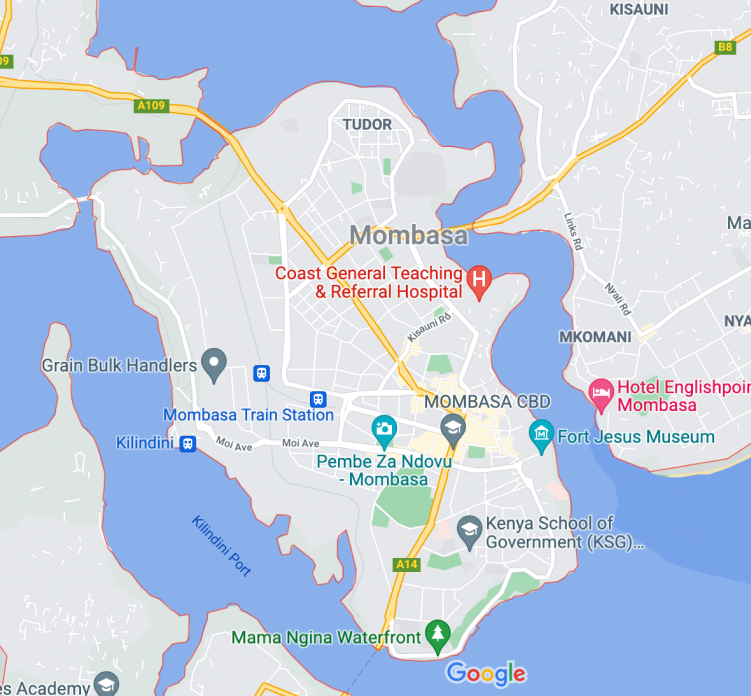 KISAUNI
B8
09
A109
TUDOR
Links Rd
Mombasa
Ma
Coast General Teaching
& Referral Hospital
H
Nyali Rd
Kisauni Rd
NYA
MKOMANI
Grain Bulk Handlers
Hotel Englishpoin
Mombasa
MOMBASA CBD
Mombasa Train Station
Fort Jesus Museum
Kilindini
Moi Ave
Moi Ave
Pembe Za Ndovu
- Mombasa
Kilindini Port
Kenya School of
Government (KSG)...
A14
Mama Ngina Waterfront
Google
es Academy